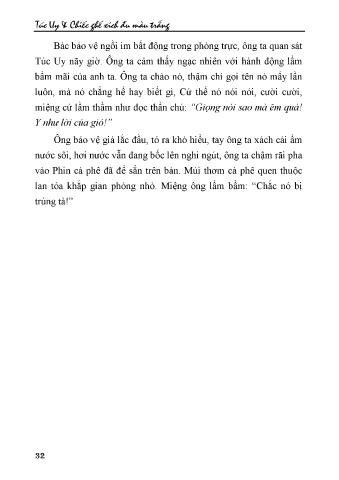 Túc Uy & Chiếc ghế xích đu màu trắng
Bác bảo vệ ngồi im bất động trong phòng trực, ông ta quan sát
Túc Uy nãy giờ. Ông ta cảm thấy ngạc nhiên với hành động lẩm
bẩm mãi của anh ta. Ông ta chào nó, thậm chí gọi tên nó mấy lần
luôn, mà nó chẳng hề hay biết gì, Cứ thế nó nói nói, cười cười,
miệng cứ lẩm thẩm như đọc thần chú: “Giọng nói sao mà êm quá!
Y như lời của gió!”
Ông bảo vệ già lắc đầu, tỏ ra khó hiểu, tay ông ta xách cái ấm
nước sôi, hơi nước vẫn đang bốc lên nghi ngút, ông ta chậm rãi pha
vào Phin cà phê đã để sẵn trên bàn. Mùi thơm cà phê quen thuộc
lan tỏa khắp gian phòng nhỏ. Miệng ông lẩm bẩm: “Chắc nó bị
trúng tà!”
32